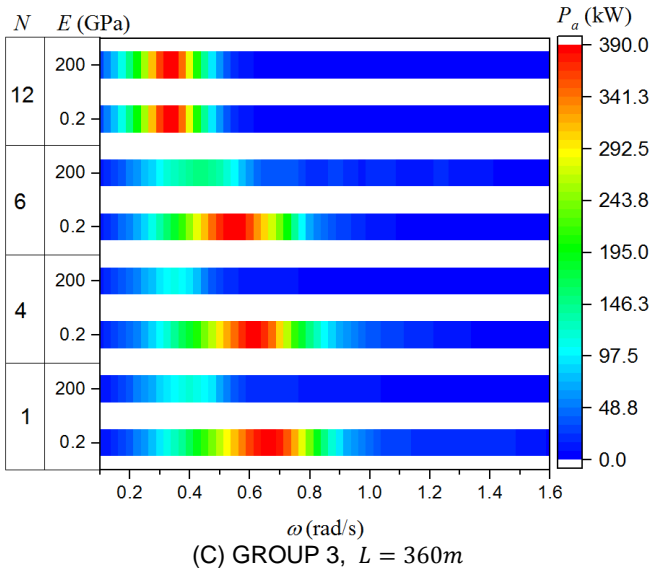 N E (GPa) P_a (kW)
12 200 390.0
0.2 341.3
6 200 292.5
0.2 243.8
4 200 195.0
0.2 146.3
1 200 97.5
0.2 48.8
0.0
0.2 0.4 0.6 0.8 1.0 1.2 1.4 1.6
ω (rad/s)
(C) GROUP 3, L = 360m